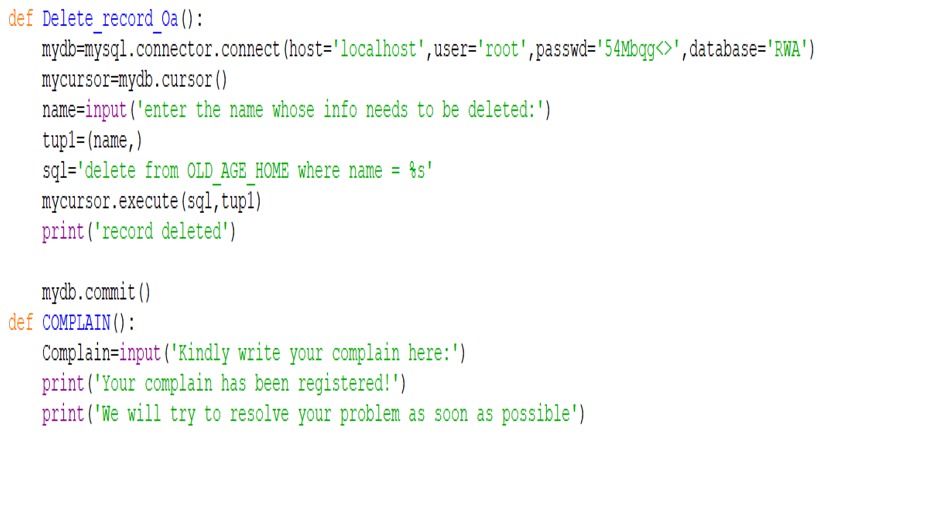 def Delete_record_Oa():
    mydb=mysql.connector.connect(host='localhost',user='root',passwd='54Mbqg<>',database='RWA')
    mycursor=mydb.cursor()
    name=input('enter the name whose info needs to be deleted:')
    tup1=(name,)
    sql='delete from OLD_AGE_HOME where name = %s'
    mycursor.execute(sql,tup1)
    print('record deleted')

    mydb.commit()
def COMPLAIN():
    Complain=input('Kindly write your complain here:')
    print('Your complain has been registered!')
    print('We will try to resolve your problem as soon as possible')